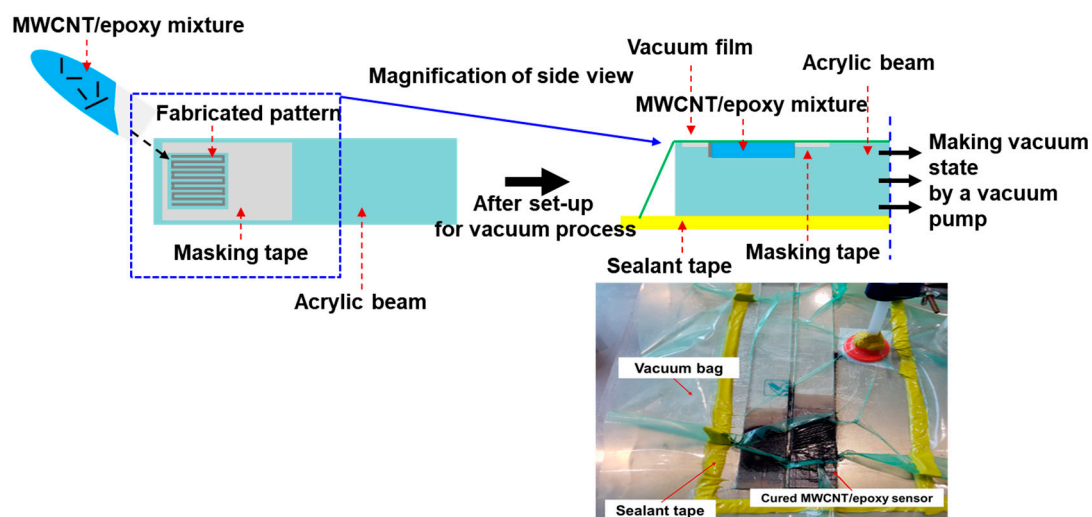 MWCNT/epoxy mixture
Fabricated pattern
Masking tape
Acrylic beam
Magnification of side view
After set-up
for vacuum process
Vacuum film
MWCNT/epoxy mixture
Acrylic beam
Making vacuum
state
by a vacuum
pump
Sealant tape
Masking tape
Vacuum bag
Cured MWCNT/epoxy sensor
Sealant tape